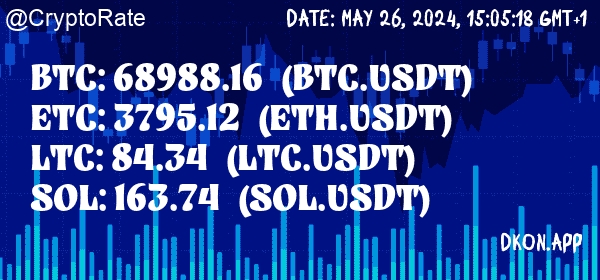 @CryptoRate
DATE: MAY 26, 2024, 15:05:18 GMT+1
BTC: 68988.16 (BTC.USDT)
ETC: 3795.12 (ETH.USDT)
LTC: 84.34 (LTC.USDT)
SOL: 163.74 (SOL.USDT)
DKON.APP